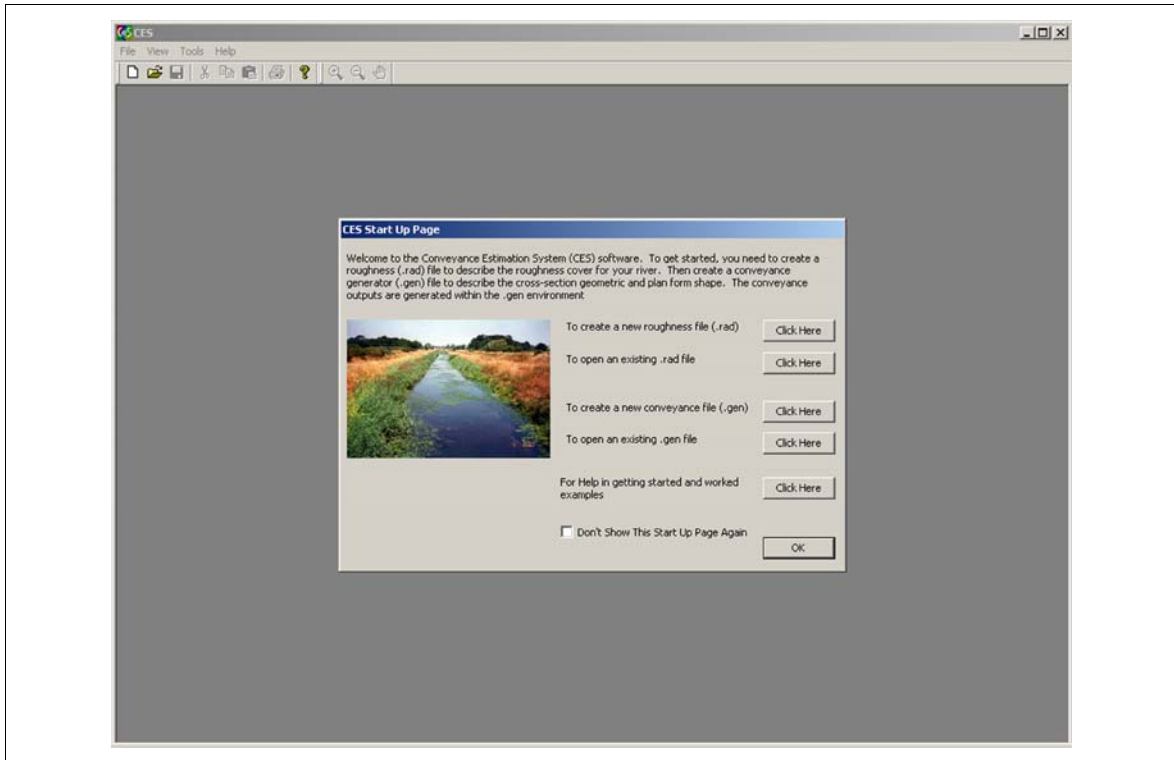 CES
File View Tools Help
CES Start Up Page
Welcome to the Conveyance Estimation System (CES) software. To get started, you need to create a
roughness (.rad) file to describe the roughness cover for your river. Then create a conveyance
generator (.gen) file to describe the cross-section geometric and plan form shape. The conveyance
outputs are generated within the .gen environment
To create a new roughness file (.rad) Click Here
To open an existing .rad file Click Here
To create a new conveyance file (.gen) Click Here
To open an existing .gen file Click Here
For Help in getting started and worked
examples Click Here
Don't Show This Start Up Page Again
OK